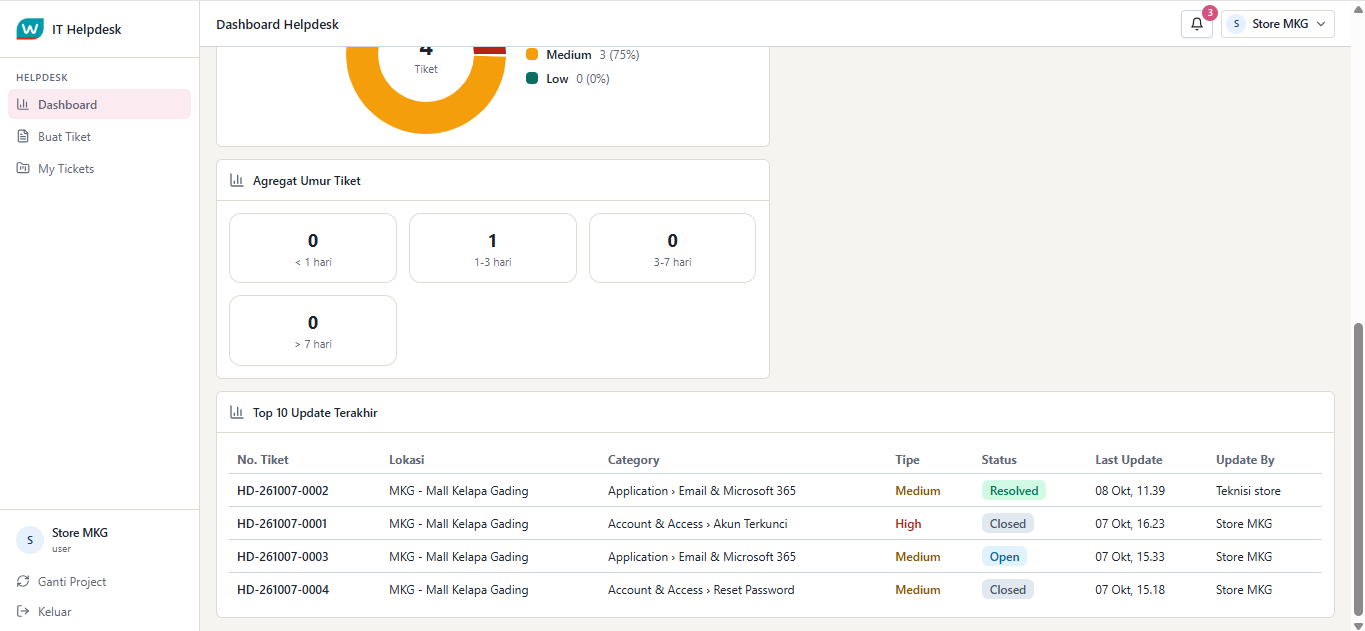 IT Helpdesk
HELPDESK
Dashboard
Buat Tiket
My Tickets
Store MKG
S
user
Ganti Project
Keluar
Dashboard Helpdesk
3
S Store MKG
4
Tiket
Medium 3 (75%)
Low 0 (0%)
Agregat Umur Tiket
0
< 1 hari
1
1-3 hari
0
3-7 hari
0
> 7 hari
Top 10 Update Terakhir
No. Tiket Lokasi Category Tipe Status Last Update Update By
HD-261007-0002 MKG - Mall Kelapa Gading Application › Email & Microsoft 365 Medium Resolved 08 Okt, 11.39 Teknisi store
HD-261007-0001 MKG - Mall Kelapa Gading Account & Access › Akun Terkunci High Closed 07 Okt, 16.23 Store MKG
HD-261007-0003 MKG - Mall Kelapa Gading Application › Email & Microsoft 365 Medium Open 07 Okt, 15.33 Store MKG
HD-261007-0004 MKG - Mall Kelapa Gading Account & Access › Reset Password Medium Closed 07 Okt, 15.18 Store MKG